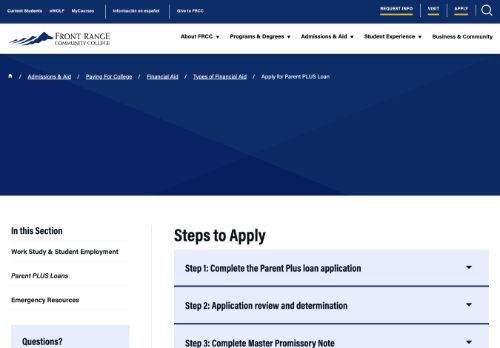 Current Students eWOLF MyCourses Información en español Give to FRCC REQUEST INFO VISIT APPLY
FRONT RANGE
COMMUNITY COLLEGE
About FRCC Programs & Degrees Admissions & Aid Student Experience Business & Community
/ Admissions & Aid / Paying For College / Financial Aid / Types of Financial Aid / Apply for Parent PLUS Loan
In this Section
Work Study & Student Employment
Parent PLUS Loans
Emergency Resources
Questions?
Steps to Apply
Step 1: Complete the Parent Plus loan application
Step 2: Application review and determination
Step 3: Complete Master Promissory Note